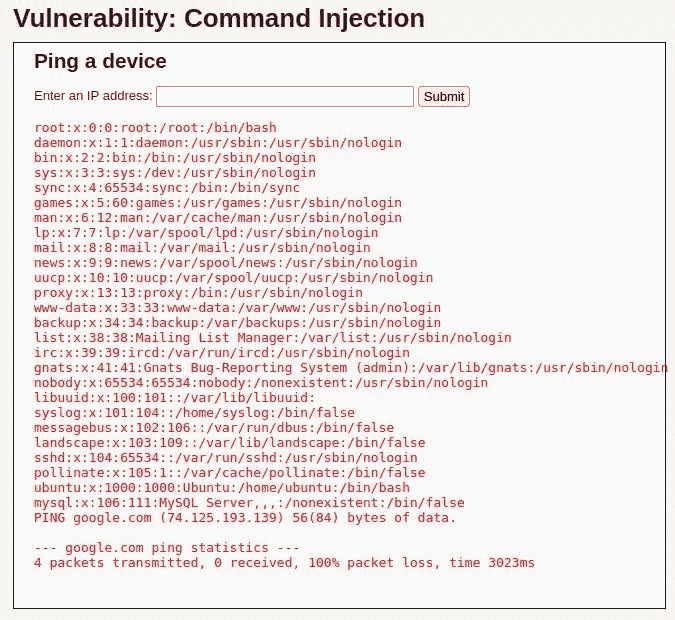 Vulnerability: Command Injection
Ping a device
Enter an IP address: Submit
root:x:0:0:root:/root:/bin/bash
daemon:x:1:1:daemon:/usr/sbin:/usr/sbin/nologin
bin:x:2:2:bin:/bin:/usr/sbin/nologin
sys:x:3:3:sys:/dev:/usr/sbin/nologin
sync:x:4:65534:sync:/bin:/bin/sync
games:x:5:60:games:/usr/games:/usr/sbin/nologin
man:x:6:12:man:/var/cache/man:/usr/sbin/nologin
lp:x:7:7:lp:/var/spool/lpd:/usr/sbin/nologin
mail:x:8:8:mail:/var/mail:/usr/sbin/nologin
news:x:9:9:news:/var/spool/news:/usr/sbin/nologin
uucp:x:10:10:uucp:/var/spool/uucp:/usr/sbin/nologin
proxy:x:13:13:proxy:/bin:/usr/sbin/nologin
www-data:x:33:33:www-data:/var/www:/usr/sbin/nologin
backup:x:34:34:backup:/var/backups:/usr/sbin/nologin
list:x:38:38:Mailing List Manager:/var/list:/usr/sbin/nologin
irc:x:39:39:ircd:/var/run/ircd:/usr/sbin/nologin
gnats:x:41:41:Gnats Bug-Reporting System (admin):/var/lib/gnats:/usr/sbin/nologin
nobody:x:65534:65534:nobody:/nonexistent:/usr/sbin/nologin
libuuid:x:100:101::/var/lib/libuuid:
syslog:x:101:104::/home/syslog:/bin/false
messagebus:x:102:106::/var/run/dbus:/bin/false
landscape:x:103:109::/var/lib/landscape:/bin/false
sshd:x:104:65534::/var/run/sshd:/usr/sbin/nologin
pollinate:x:105:1::/var/cache/pollinate:/bin/false
ubuntu:x:1000:1000:Ubuntu:/home/ubuntu:/bin/bash
mysql:x:106:111:MySQL Server,,,:/nonexistent:/bin/false
PING google.com (74.125.193.139) 56(84) bytes of data.
--- google.com ping statistics ---
4 packets transmitted, 0 received, 100% packet loss, time 3023ms